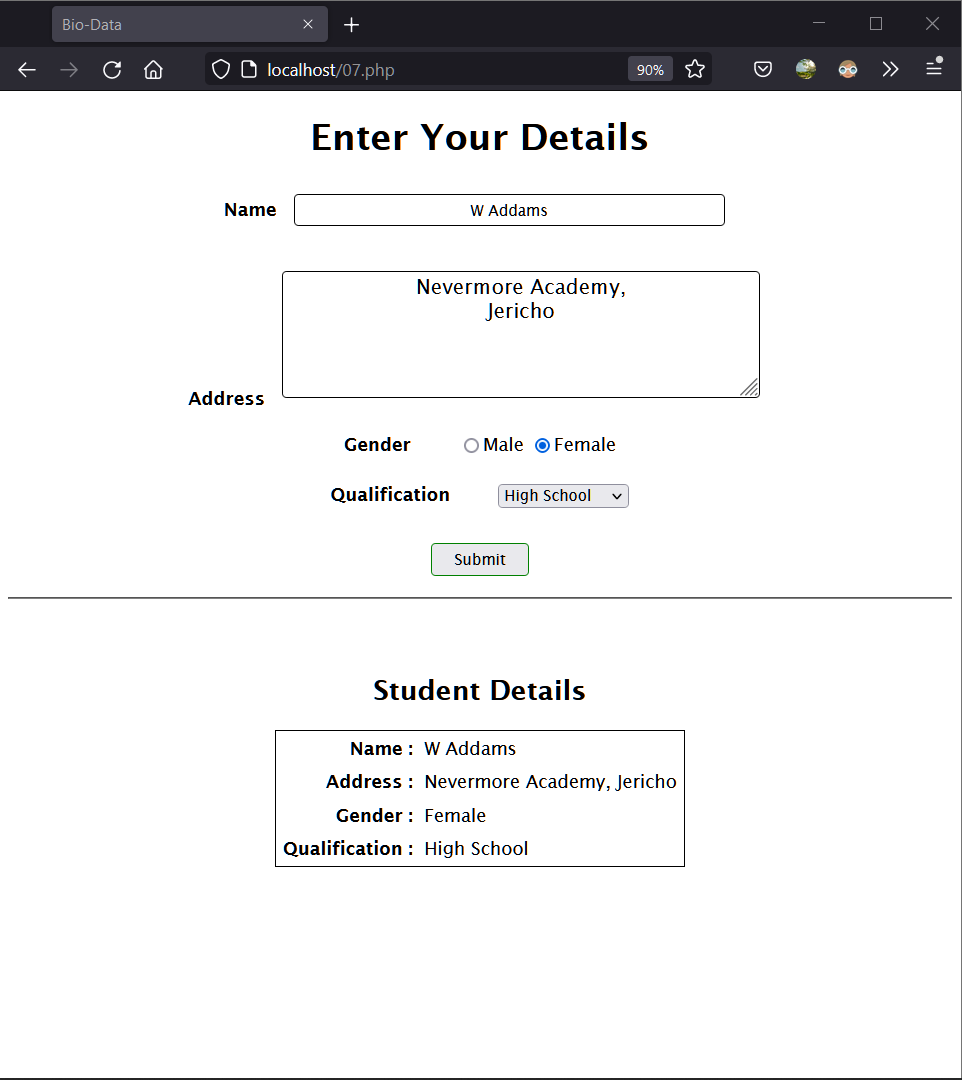 Bio-Data
localhost/07.php 90%
Enter Your Details
Name W Addams
Nevermore Academy,
Jericho
Address
Gender Male Female
Qualification High School
Submit
Student Details
Name : W Addams
Address : Nevermore Academy, Jericho
Gender : Female
Qualification : High School